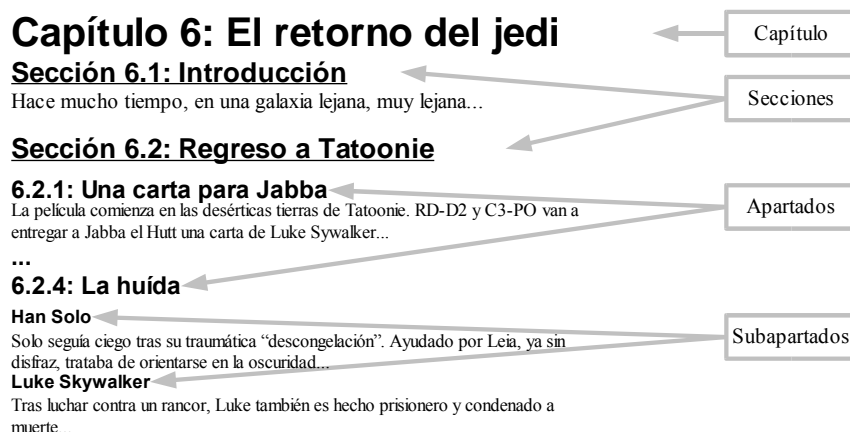 Capítulo 6: El retorno del jedi
Capítulo
Sección 6.1: Introducción
Hace mucho tiempo, en una galaxia lejana, muy lejana...
Secciones
Sección 6.2: Regreso a Tatoonie
6.2.1: Una carta para Jabba
La película comienza en las desérticas tierras de Tatoonie. RD-D2 y C3-PO van a
entregar a Jabba el Hutt una carta de Luke Sywalker...
Apartados
...
6.2.4: La huída
Han Solo
Solo seguía ciego tras su traumática “descongelación”. Ayudado por Leia, ya sin
disfraz, trataba de orientarse en la oscuridad...
Subapartados
Luke Skywalker
Tras luchar contra un rancor, Luke también es hecho prisionero y condenado a
muerte...